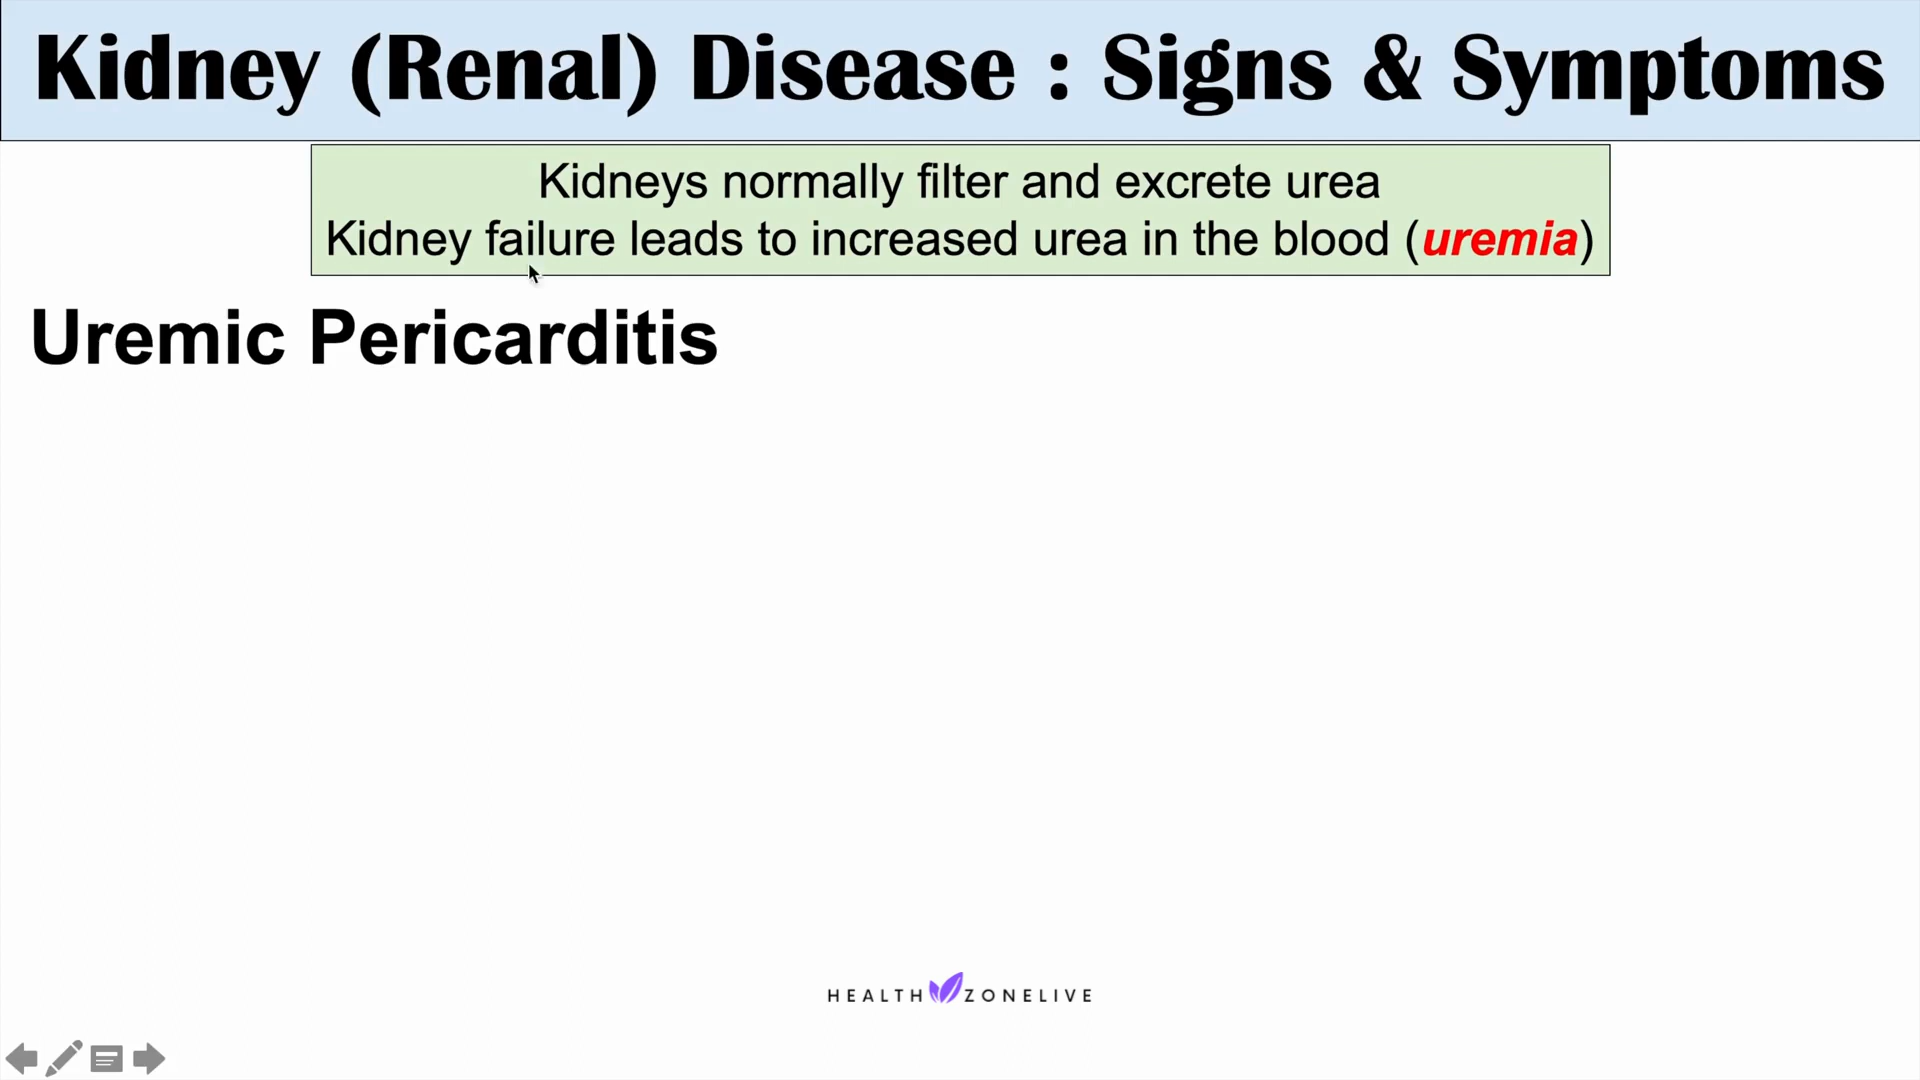 Kidney (Renal) Disease : Signs & Symptoms
Kidneys normally filter and excrete urea
Kidney failure leads to increased urea in the blood (uremia)
Uremic Pericarditis
HEALTH ZONELIVE